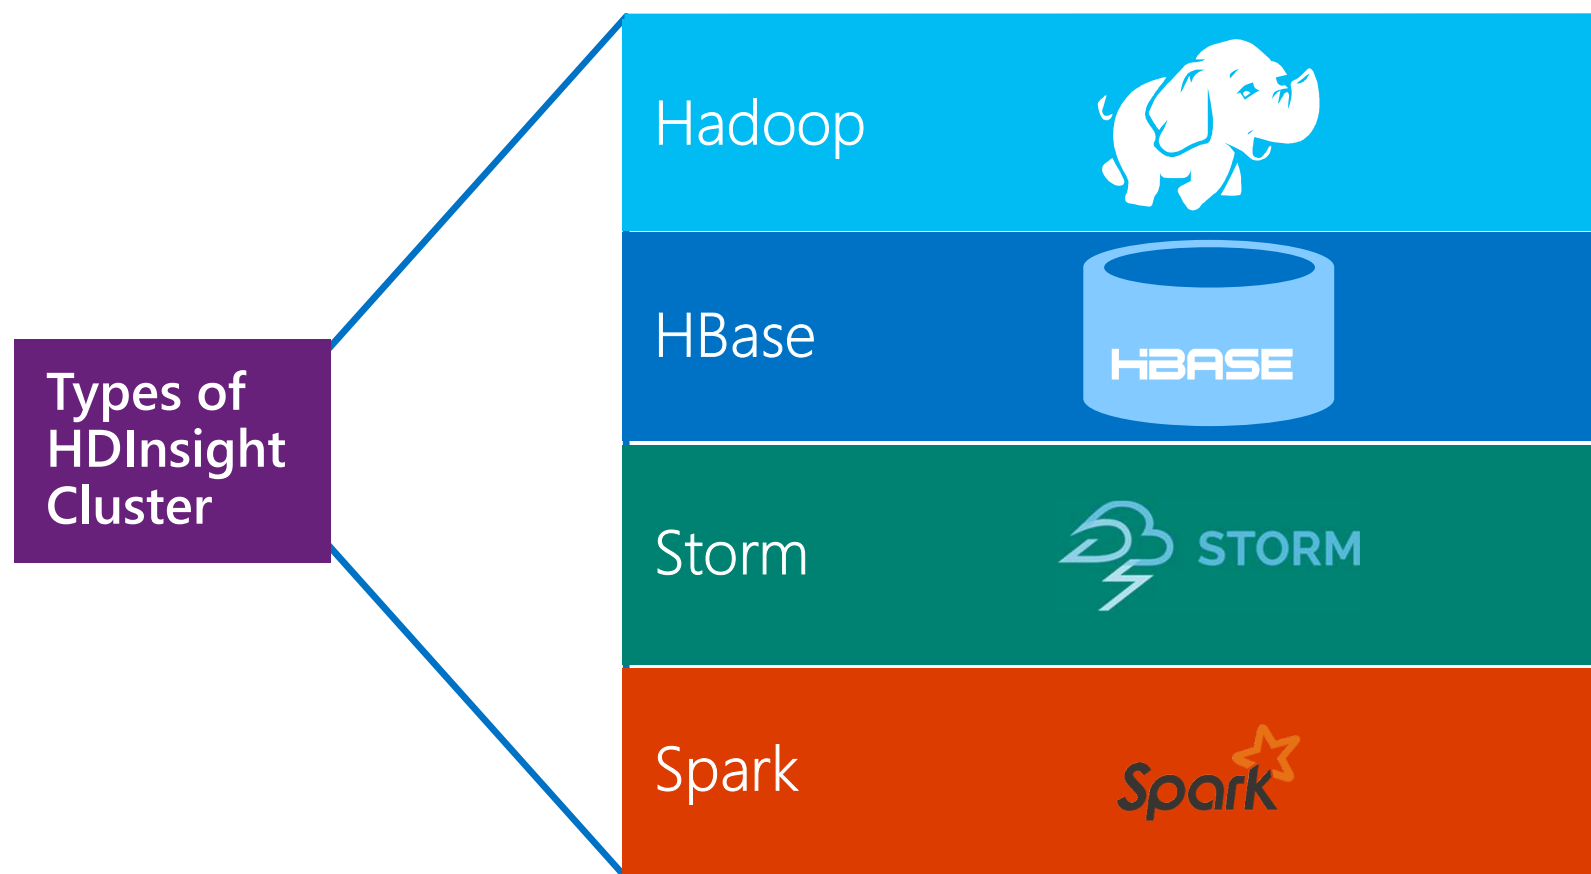 Types of
HDInsight
Cluster
Hadoop
HBase
HBASE
Storm
STORM
Spark
Spark